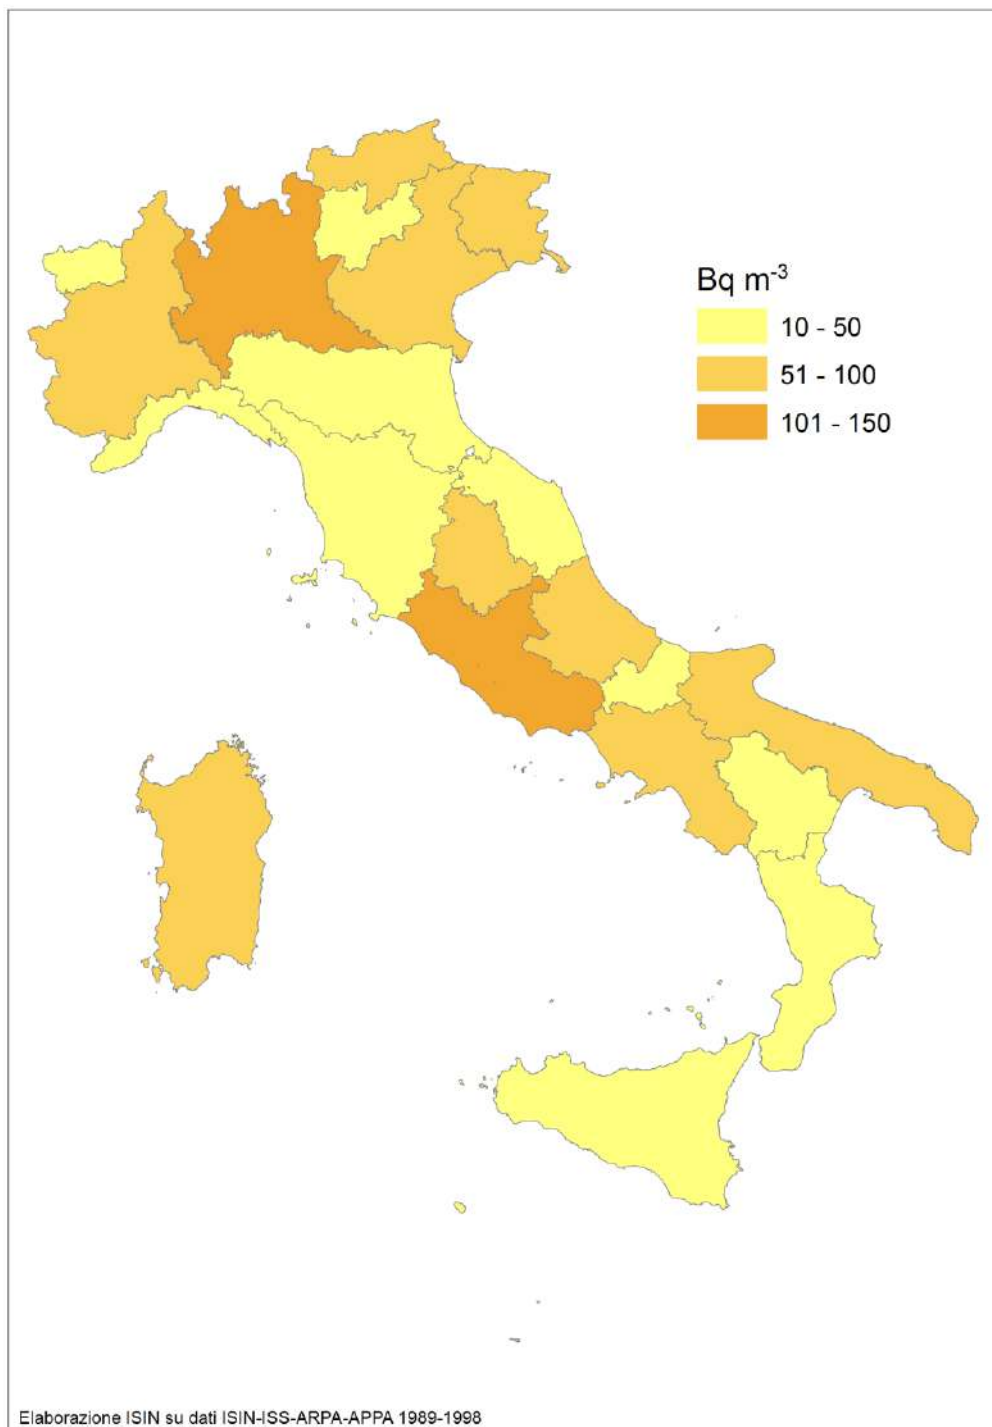 Bq m⁻³
10 - 50
51 - 100
101 - 150
Elaborazione ISIN su dati ISIN-ISS-ARPA-APPA 1989-1998